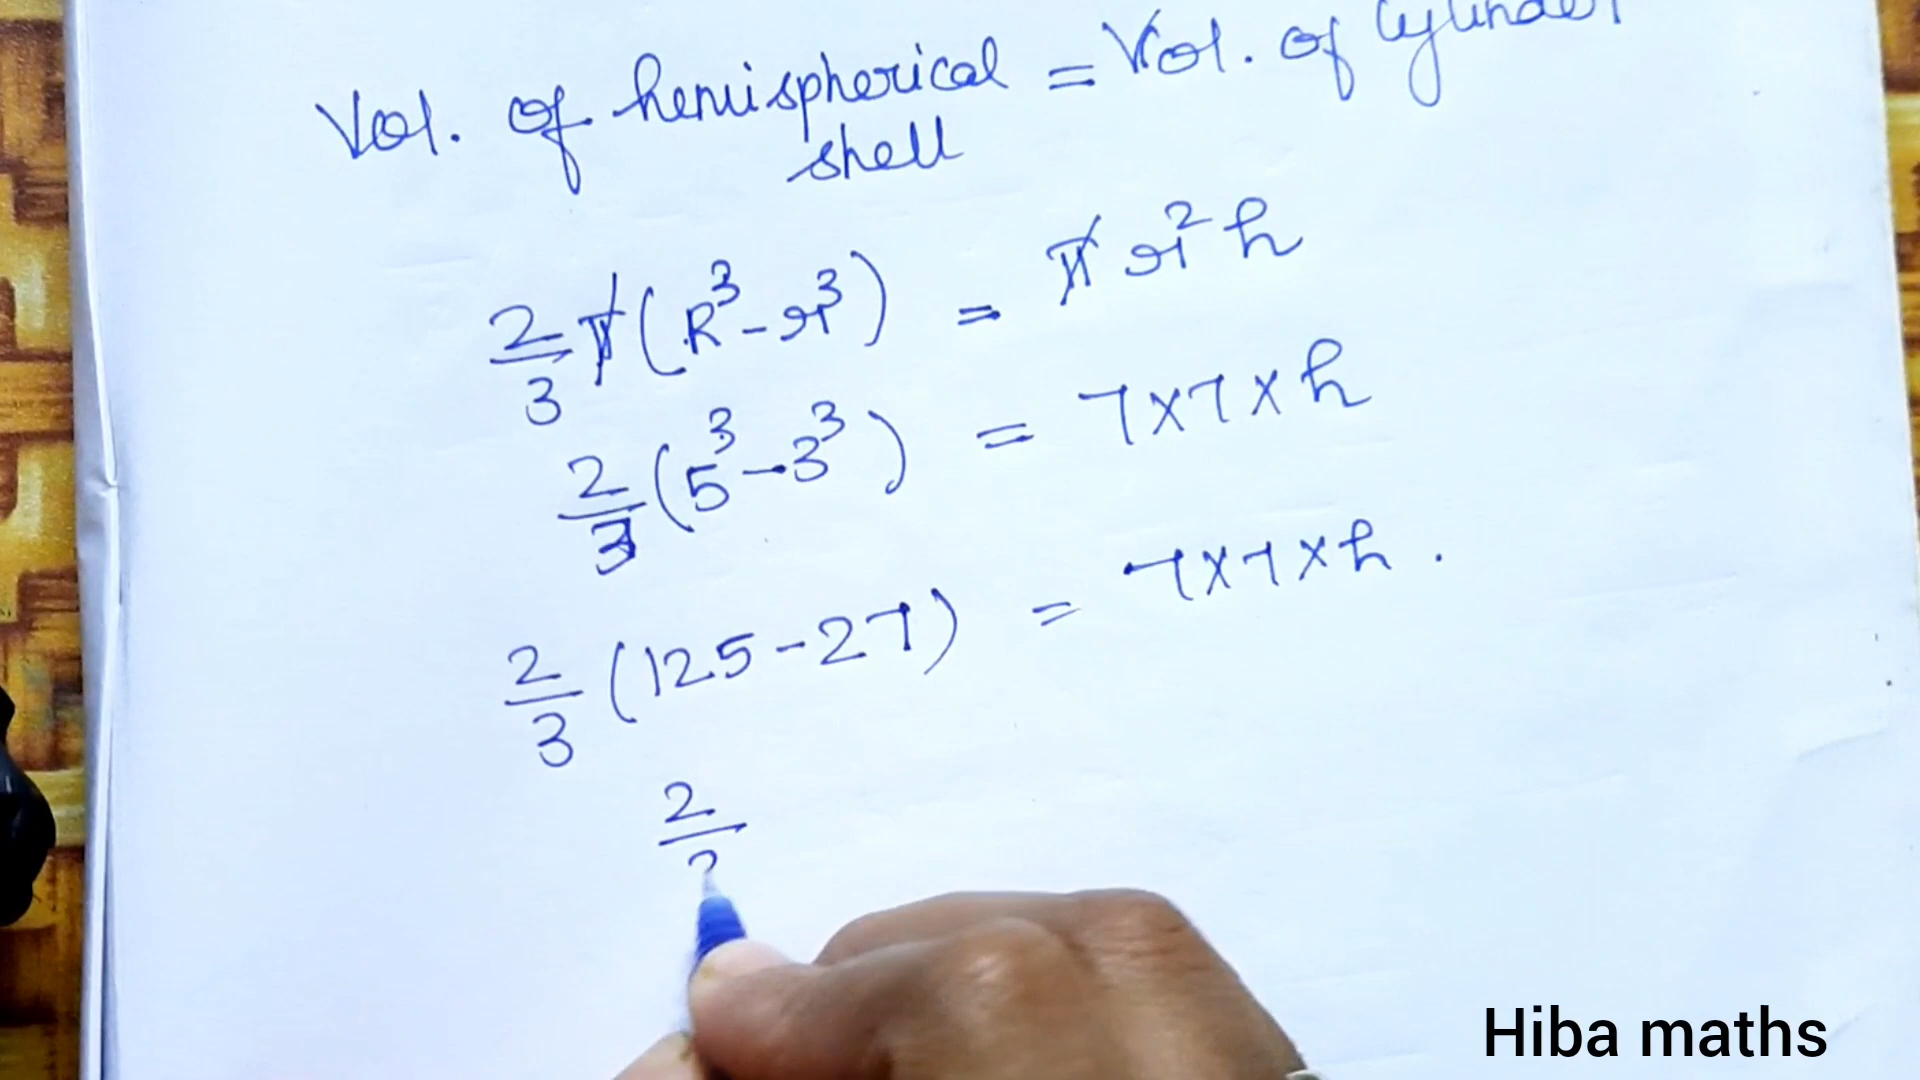 Vol. of hemispherical = Vol. of Cylinder
shell
2/3 π(R³-r³) = π r² h
2/3 (5³-3³) = 7×7×h
2/3 (125-27) = 7×7×h.
2/3
Hiba maths